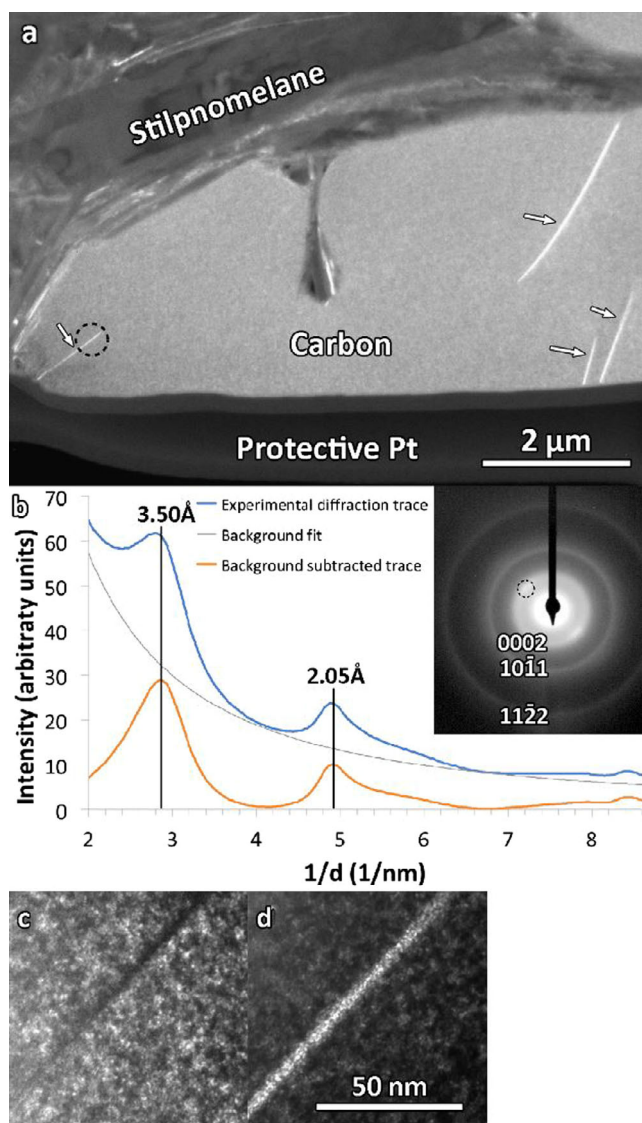 a
Stilpnomelane
Carbon
Protective Pt
2 µm
b
70
60
50
40
30
20
10
0
Intensity (arbitraty units)
3.50Å
2.05Å
Experimental diffraction trace
Background fit
Background subtracted trace
0002
101̄1
112̄2
2 3 4 5 6 7 8
1/d (1/nm)
c
d
50 nm